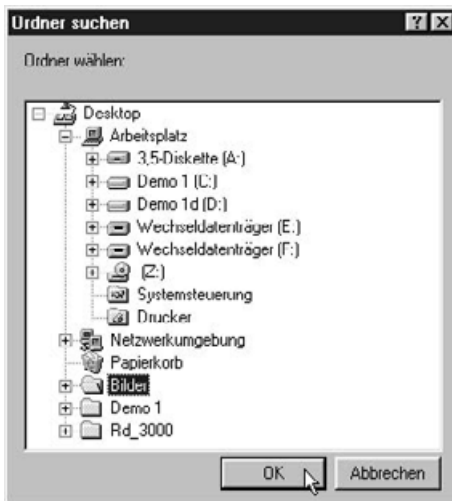 Ordner suchen
Ordner wählen:
Desktop
Arbeitsplatz
3,5-Diskette (A:)
Demo 1 (C:)
Demo 1d (D:)
Wechseldatenträger (E:)
Wechseldatenträger (F:)
(Z:)
Systemsteuerung
Drucker
Netzwerkumgebung
Papierkorb
Bilder
Demo 1
Rd_3000
OK Abbrechen